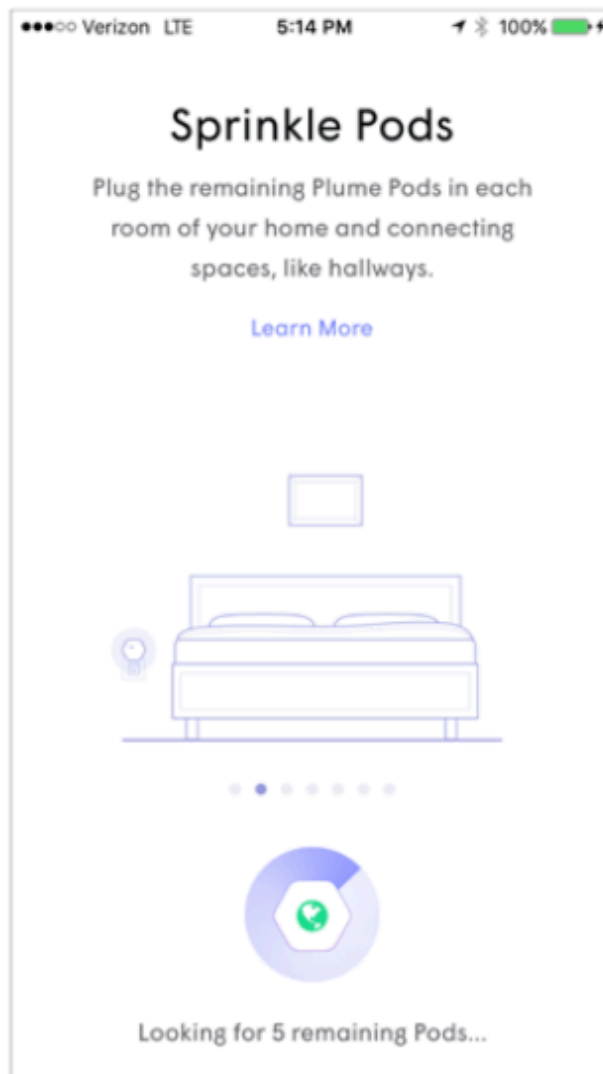 Verizon LTE 5:14 PM 100%
Sprinkle Pods
Plug the remaining Plume Pods in each
room of your home and connecting
spaces, like hallways.
Learn More
Looking for 5 remaining Pods...